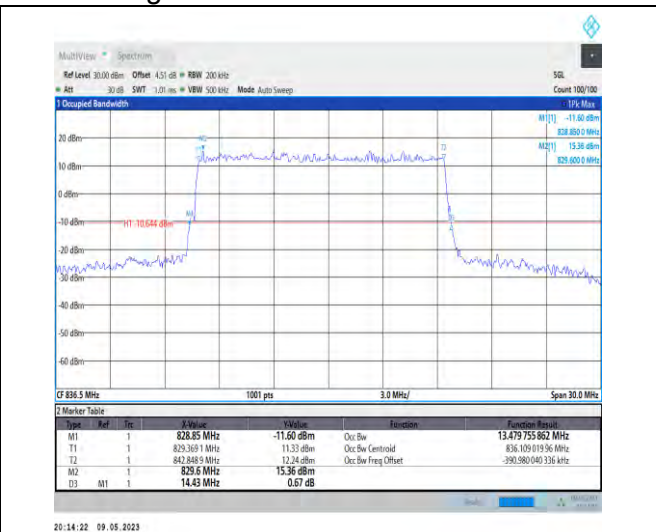 MultiView Spectrum
Ref Level 30.00 dBm Offset 4.51 dB RBW 200 kHz SGL
Att 30 dB SWT 1.01 ms VBW 500 kHz Mode Auto Sweep Count 100/100
1 Occupied Bandwidth 1Pk Max
M1[1] -11.60 dBm
838.850 0 MHz
M2[1] 15.36 dBm
829.600 0 MHz
20 dBm
10 dBm
0 dBm
-10 dBm
H1 -10.644 dBm
-20 dBm
-30 dBm
-40 dBm
-50 dBm
-60 dBm
M2
T2
M1
CF 836.5 MHz 1001 pts 3.0 MHz/ Span 30.0 MHz
2 Marker Table
Type Ref Trc X-Value Y-Value Function Function Result
M1 1 828.85 MHz -11.60 dBm Occ Bw 13.479 755 862 MHz
T1 1 829.369 1 MHz 11.33 dBm Occ Bw Centroid 836.109 019 96 MHz
T2 1 842.848 9 MHz 12.24 dBm Occ Bw Freq Offset -390.980 040 336 kHz
M2 1 829.6 MHz 15.36 dBm
D3 M1 1 14.43 MHz 0.67 dB
20:14:22 09.05.2023